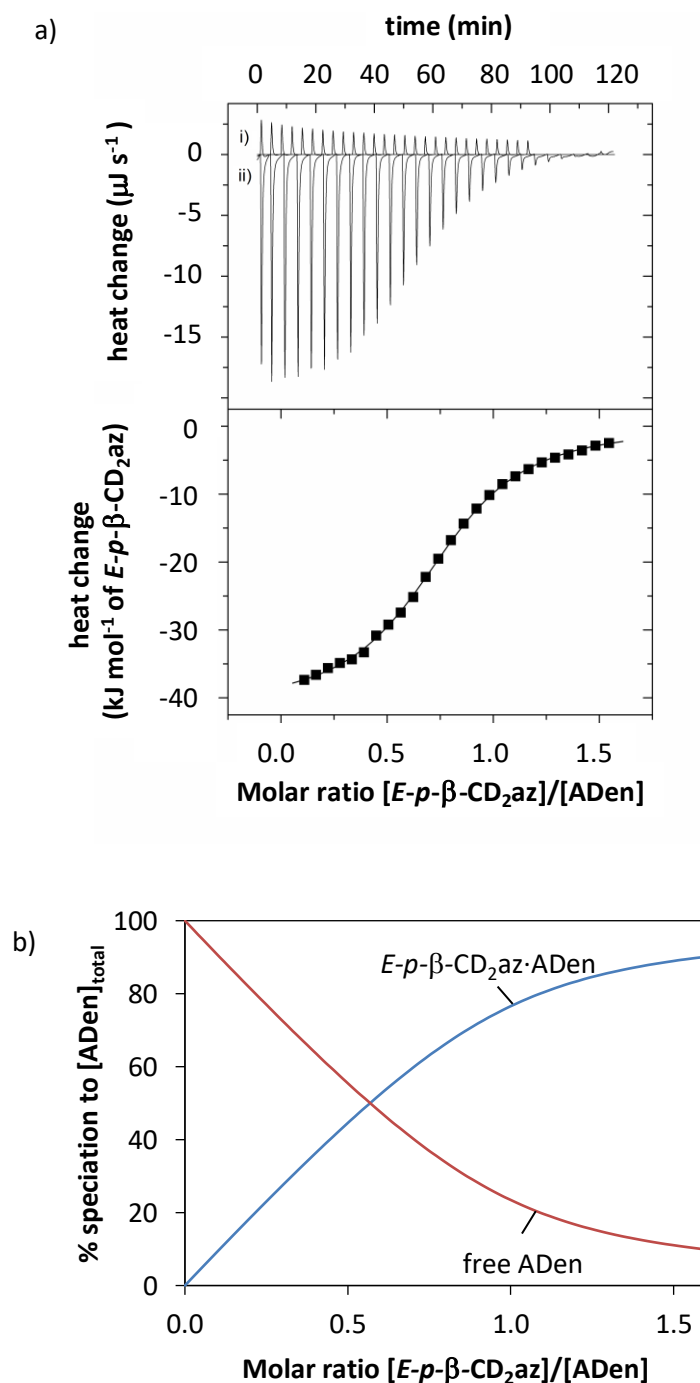 a)
time (min)
0 20 40 60 80 100 120
i)
ii)
0
-5
-10
-15
heat change (µJ s⁻¹)
0
-10
-20
-30
-40
heat change
(kJ mol⁻¹ of E-p-β-CD₂az)
0.0 0.5 1.0 1.5
Molar ratio [E-p-β-CD₂az]/[ADen]
b)
100
80
60
40
20
0
% speciation to [ADen]total
E-p-β-CD₂az·ADen
free ADen
0.0 0.5 1.0 1.5
Molar ratio [E-p-β-CD₂az]/[ADen]